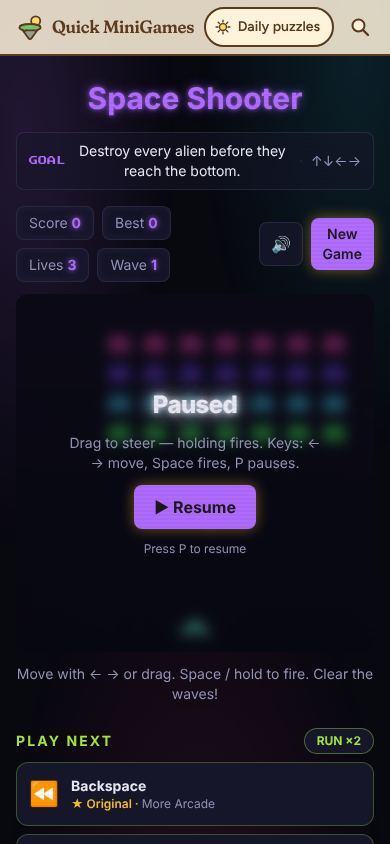 Quick MiniGames
Daily puzzles
Space Shooter
GOAL
Destroy every alien before they
reach the bottom.
· ↑↓←→
Score 0
Best 0
Lives 3
Wave 1
New
Game
Paused
Drag to steer — holding fires. Keys: ←
→ move, Space fires, P pauses.
▶ Resume
Press P to resume
Move with ← → or drag. Space / hold to fire. Clear the
waves!
PLAY NEXT
RUN ×2
Backspace
★ Original · More Arcade